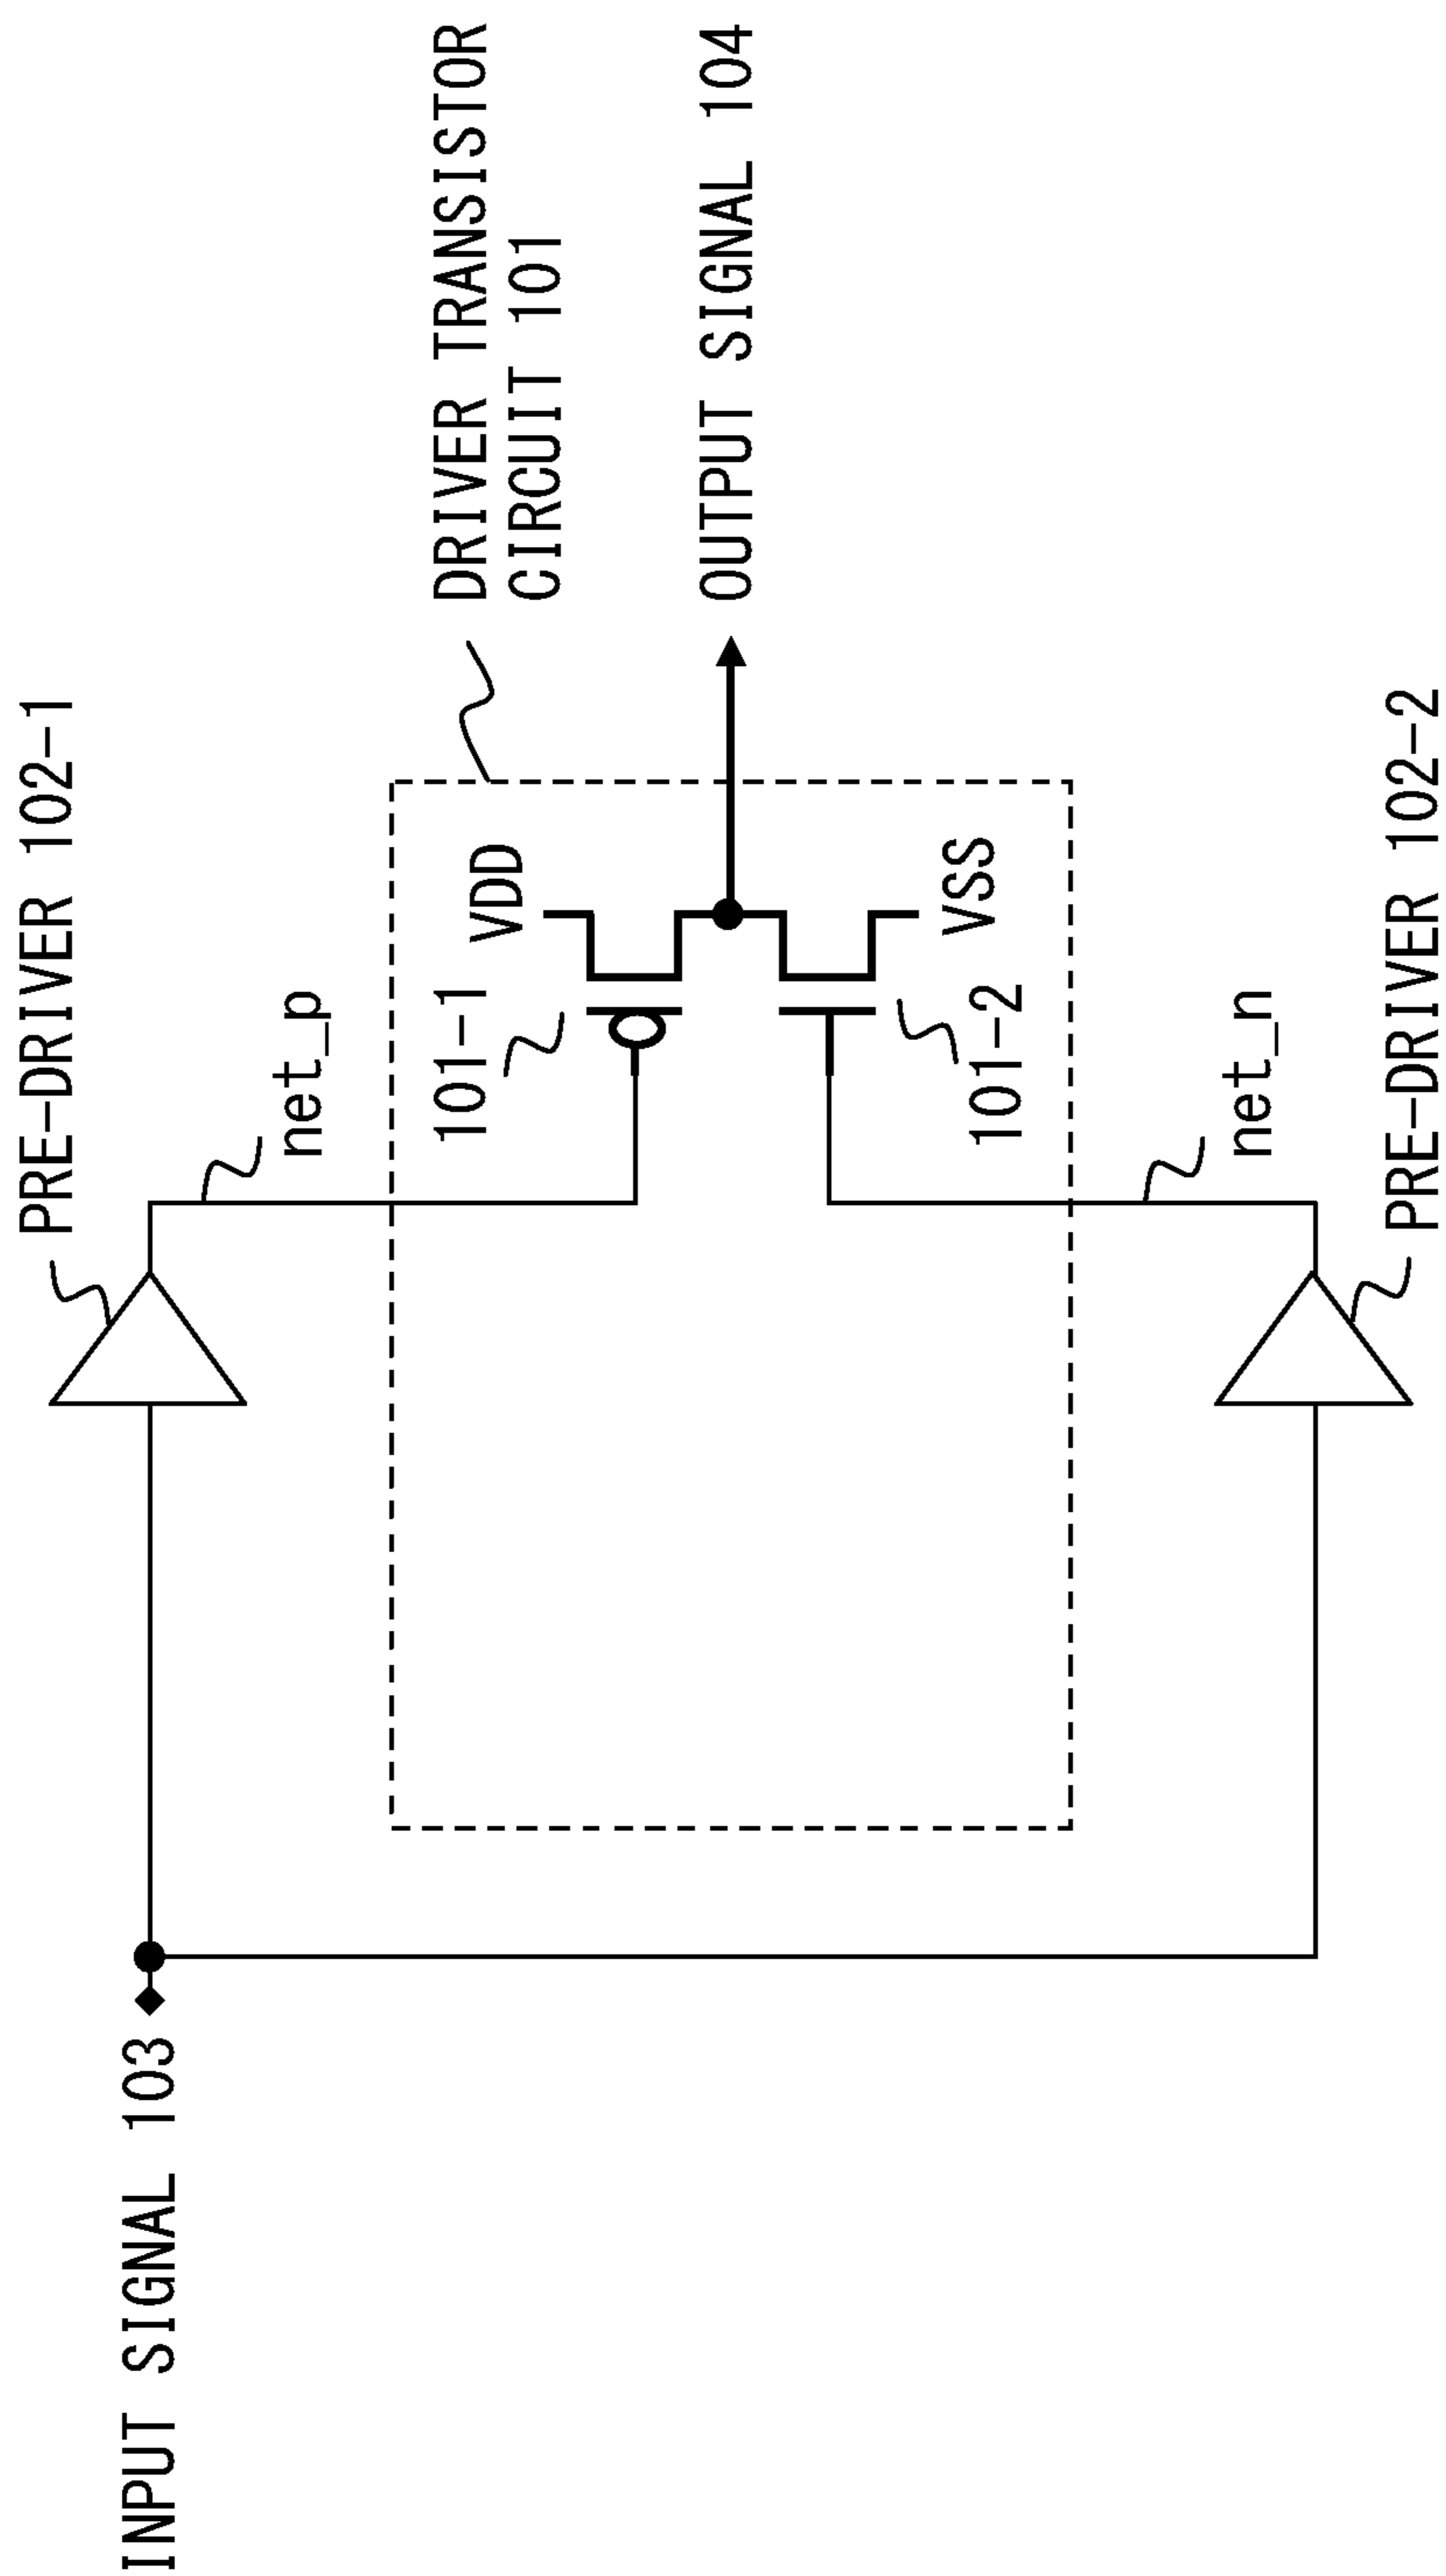 PRE-DRIVER 102-1
net_p
INPUT SIGNAL 103
DRIVER TRANSISTOR
CIRCUIT 101
VDD
101-1
OUTPUT SIGNAL 104
VSS
101-2
net_n
PRE-DRIVER 102-2